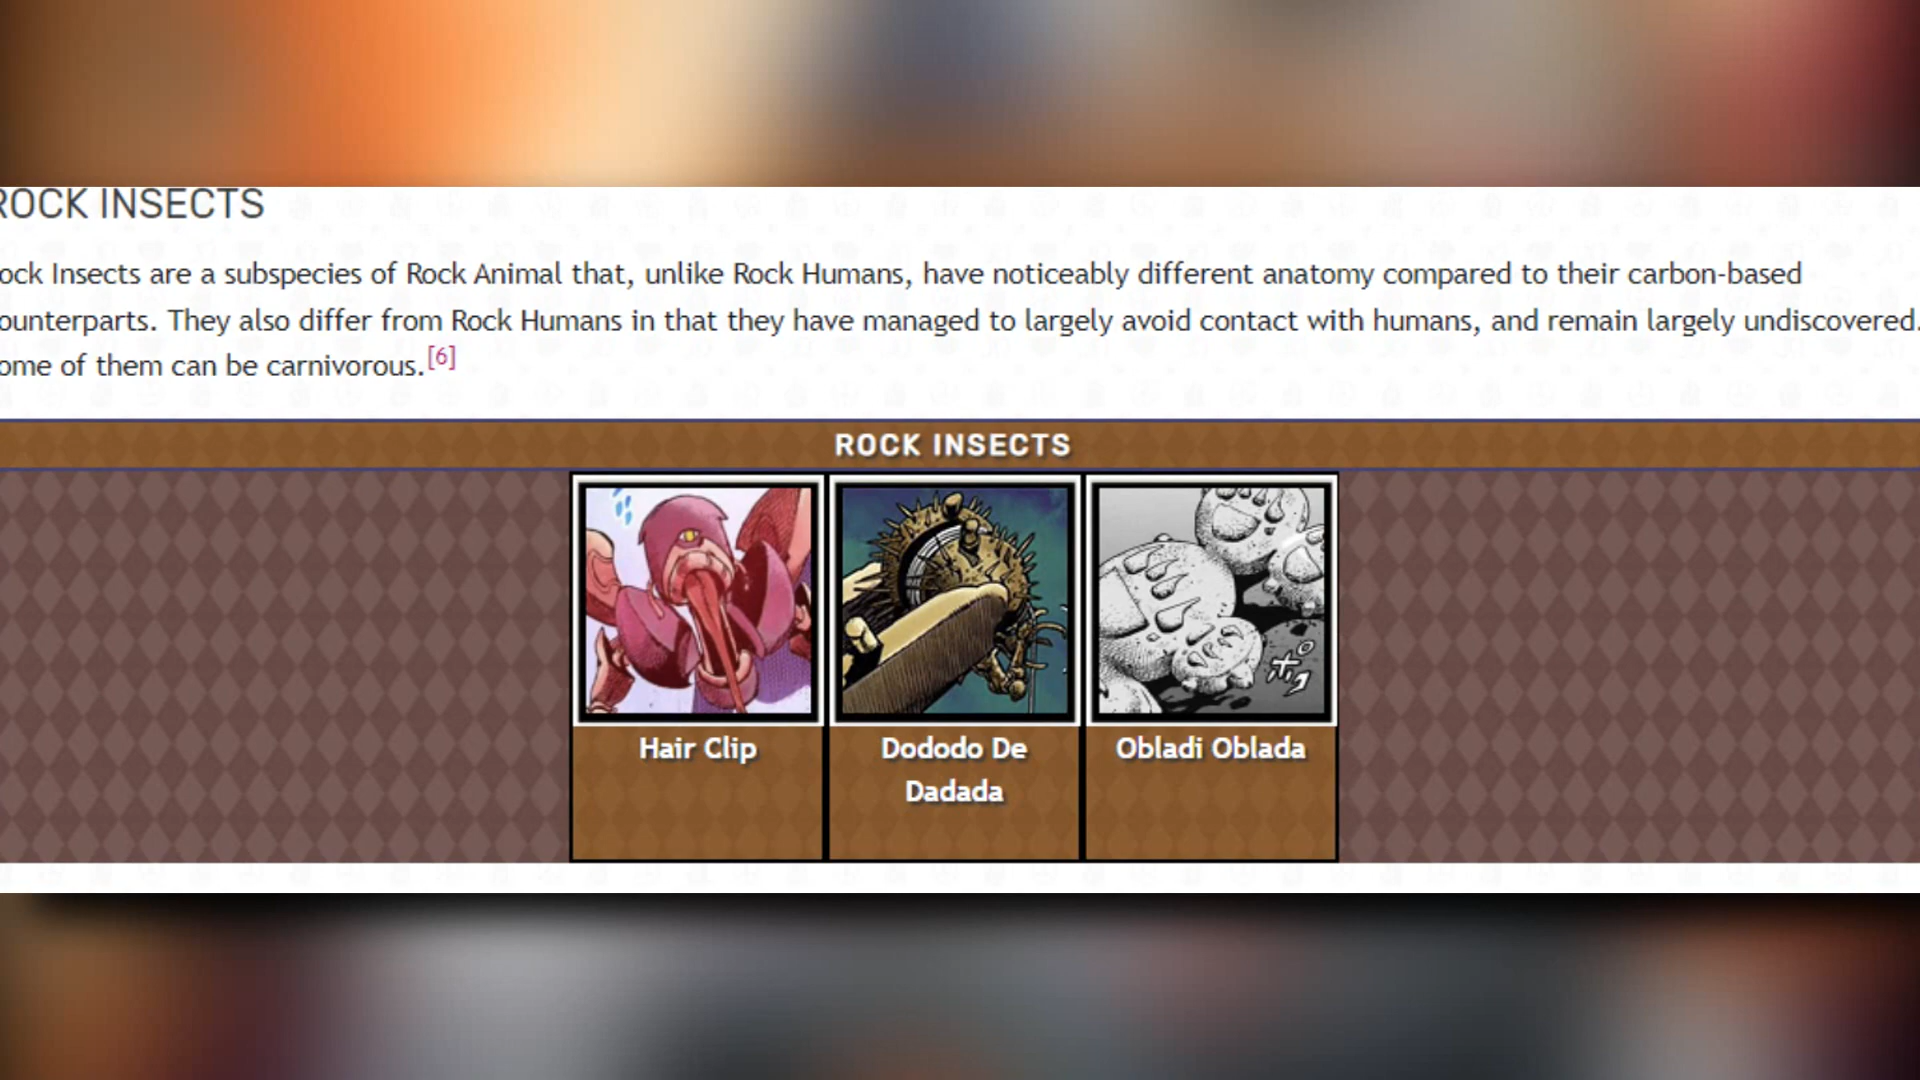 ROCK INSECTS
ock Insects are a subspecies of Rock Animal that, unlike Rock Humans, have noticeably different anatomy compared to their carbon-based
ounterparts. They also differ from Rock Humans in that they have managed to largely avoid contact with humans, and remain largely undiscovered.
ome of them can be carnivorous.[6]
ROCK INSECTS
Hair Clip
Dododo De
Dadada
Obladi Oblada